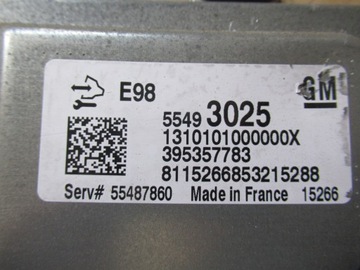 E98
GM
5549 3025
1310101000000X
395357783
8115266853215288
Serv# 55487860 Made in France 15266